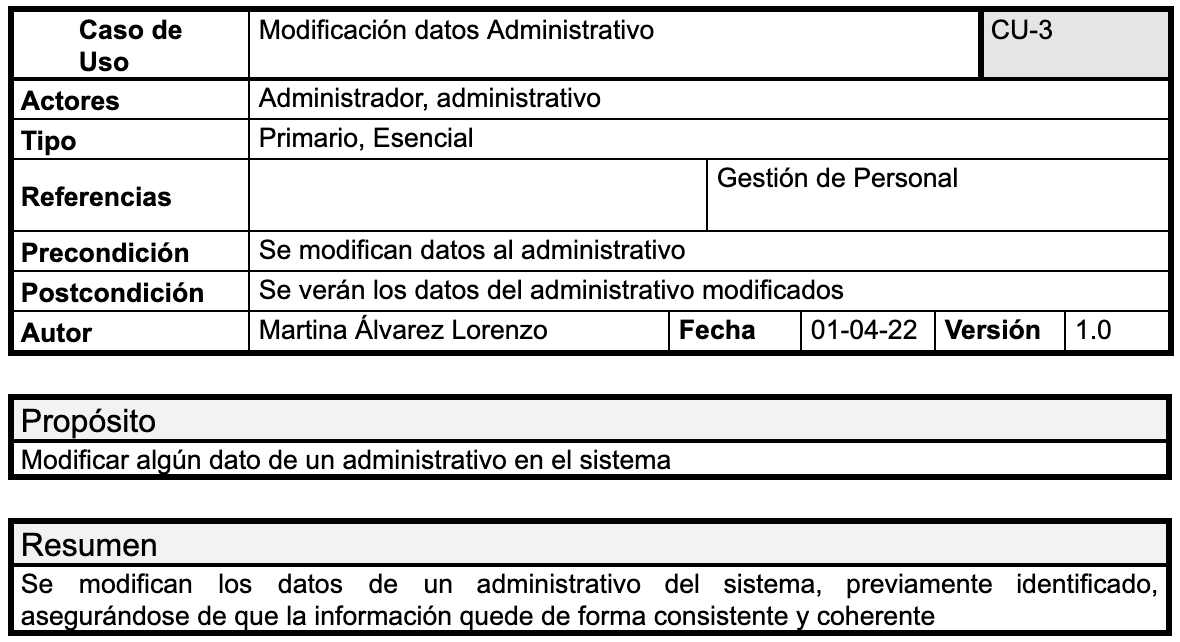 Caso de Uso Modificación datos Administrativo CU-3
Actores Administrador, administrativo
Tipo Primario, Esencial
Referencias Gestión de Personal
Precondición Se modifican datos al administrativo
Postcondición Se verán los datos del administrativo modificados
Autor Martina Álvarez Lorenzo Fecha 01-04-22 Versión 1.0
Propósito
Modificar algún dato de un administrativo en el sistema
Resumen
Se modifican los datos de un administrativo del sistema, previamente identificado,
asegurándose de que la información quede de forma consistente y coherente